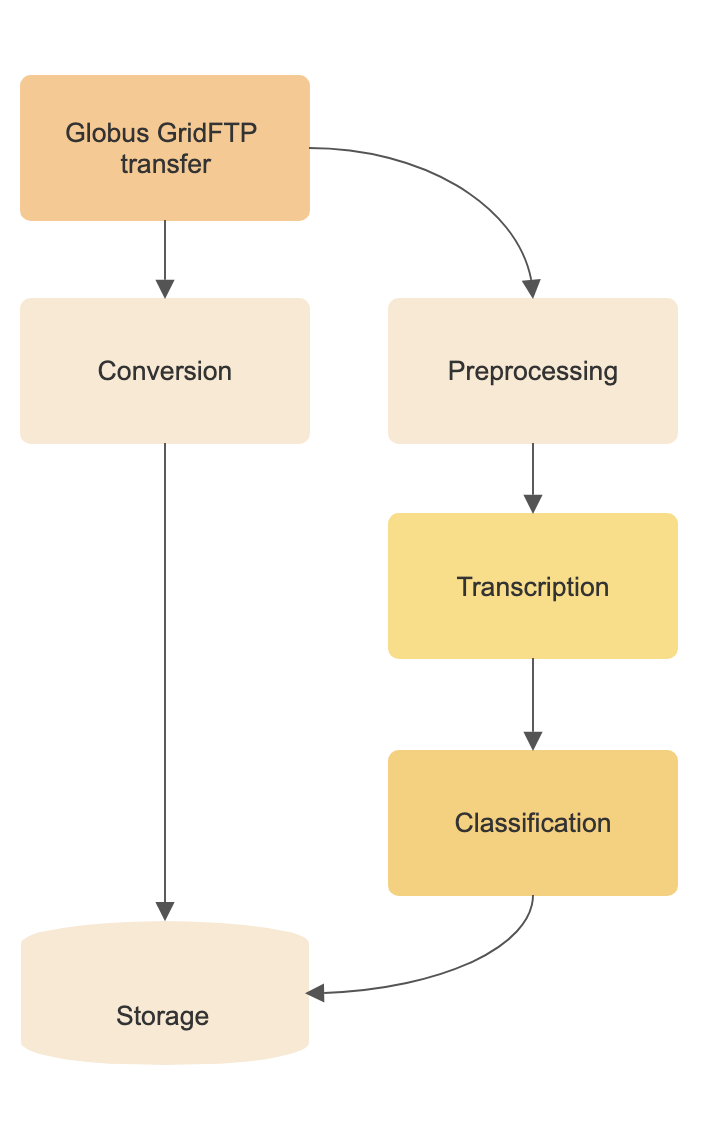 Globus GridFTP
transfer
Conversion
Preprocessing
Transcription
Classification
Storage